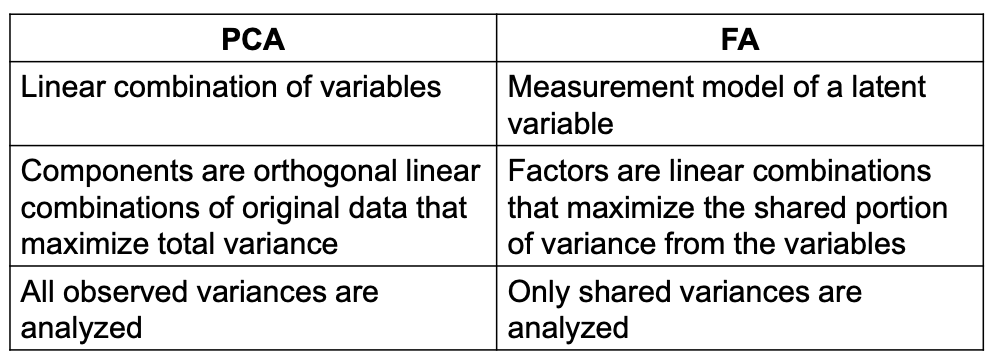 PCA
FA
Linear combination of variables
Measurement model of a latent
variable
Components are orthogonal linear
combinations of original data that
maximize total variance
Factors are linear combinations
that maximize the shared portion
of variance from the variables
All observed variances are
analyzed
Only shared variances are
analyzed